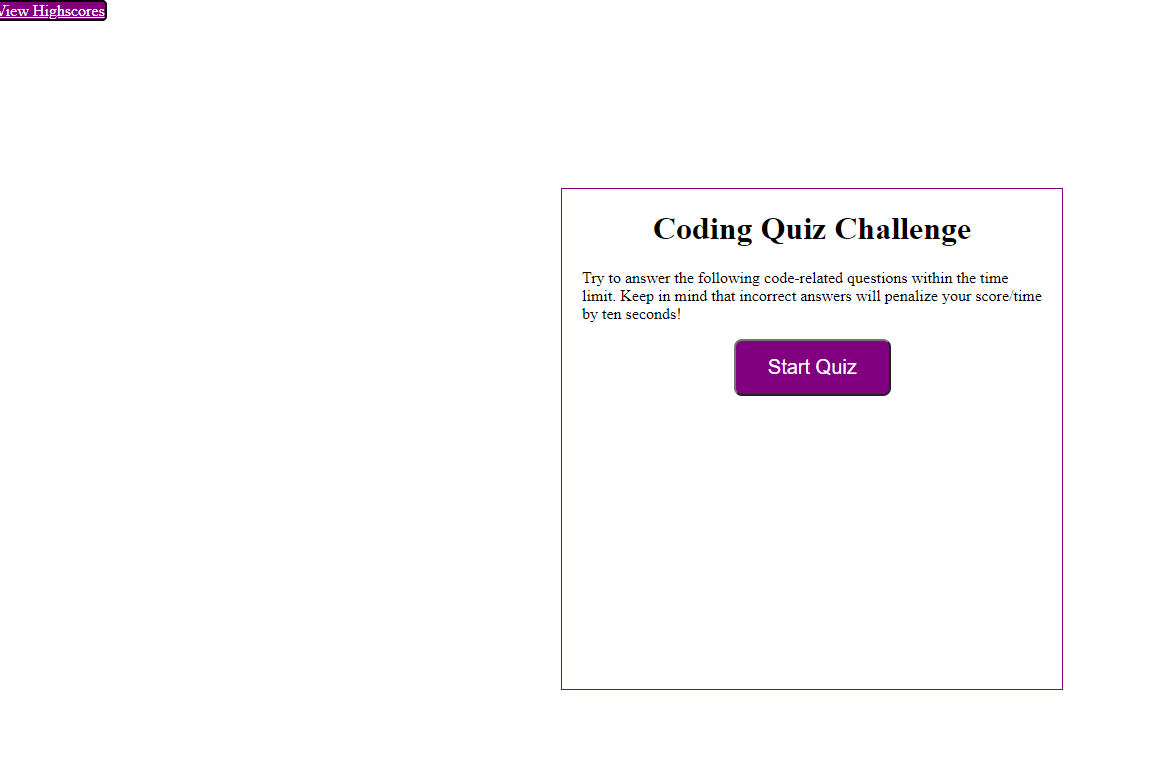 View Highscores
Coding Quiz Challenge
Try to answer the following code-related questions within the time
limit. Keep in mind that incorrect answers will penalize your score/time
by ten seconds!
Start Quiz